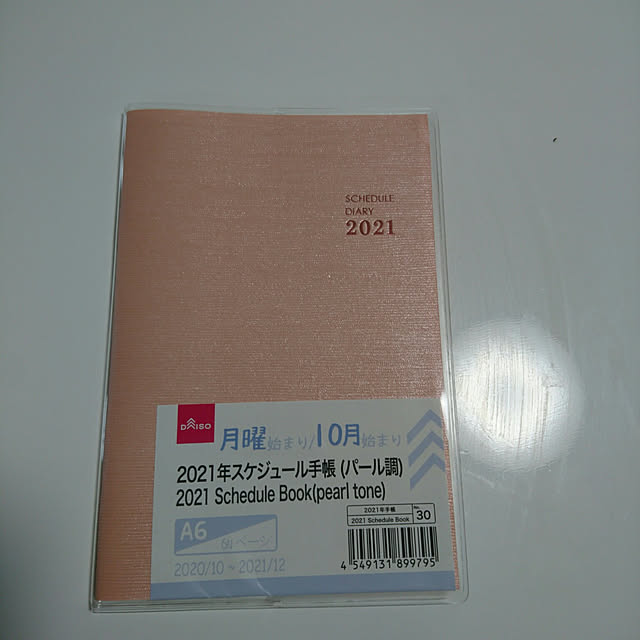 SCHEDULE
DIARY
2021
DAISO
月曜始まり/10月始まり
2021年スケジュール手帳 (パール調)
2021 Schedule Book(pearl tone)
A6
64ページ
2020/10 ~ 2021/12
2021年手帳
2021 Schedule Book
No.
30
4 549131 899795